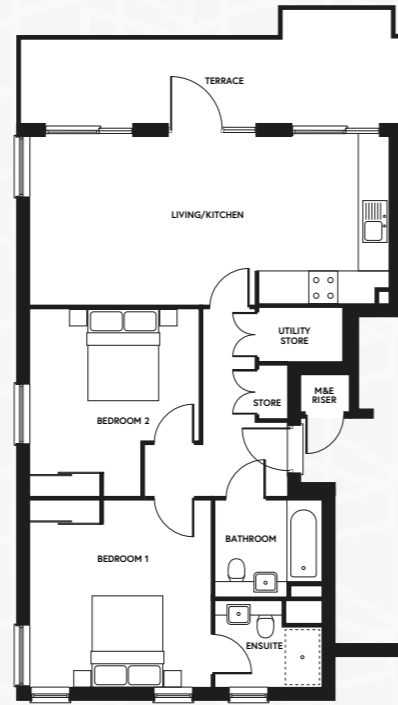 TERRACE
LIVING/KITCHEN
UTILITY
STORE
M&E
RISER
STORE
BEDROOM 2
BATHROOM
BEDROOM 1
ENSUITE